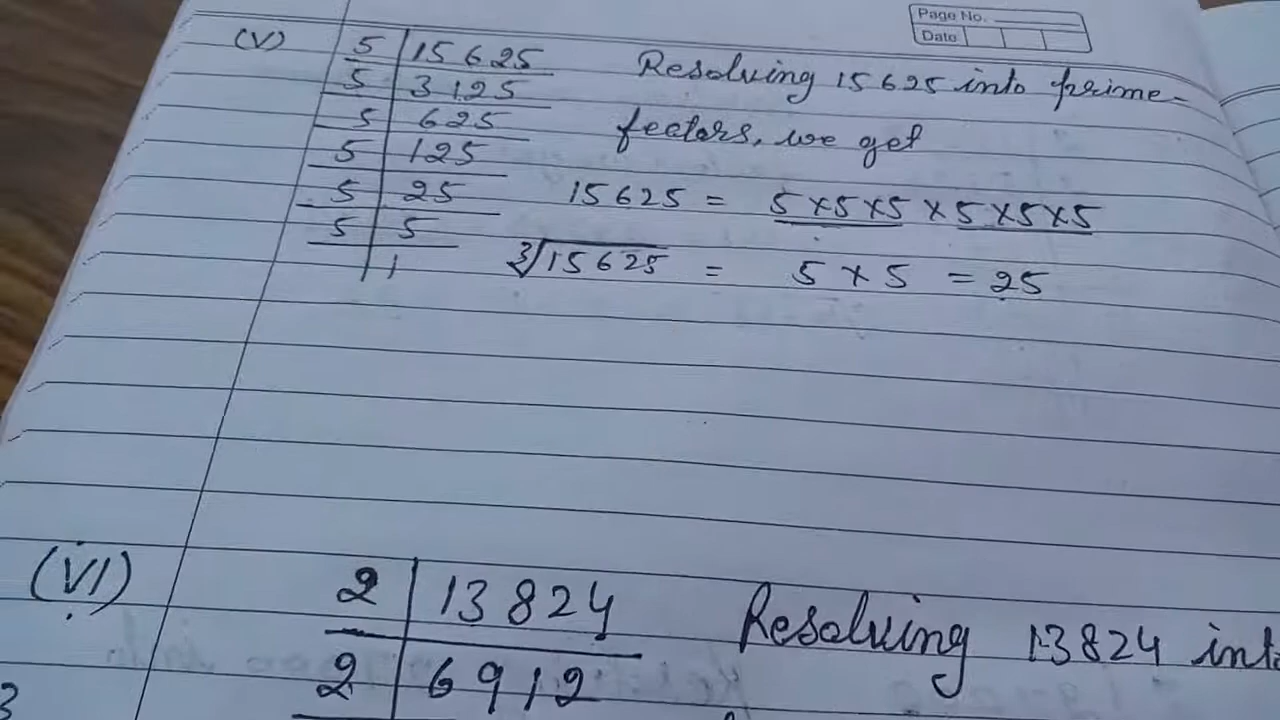 Page No.
Date
(V) 5 | 15625 Resolving 15625 into prime-
5 | 3125
5 | 625 fectors, we get
5 | 125
5 | 25 15625 = 5×5×5 × 5×5×5
5 | 5
| 1 ∛15625 = 5 × 5 = 25
(VI) 2 | 13824 Resolving 13824 into
2 | 6912
3